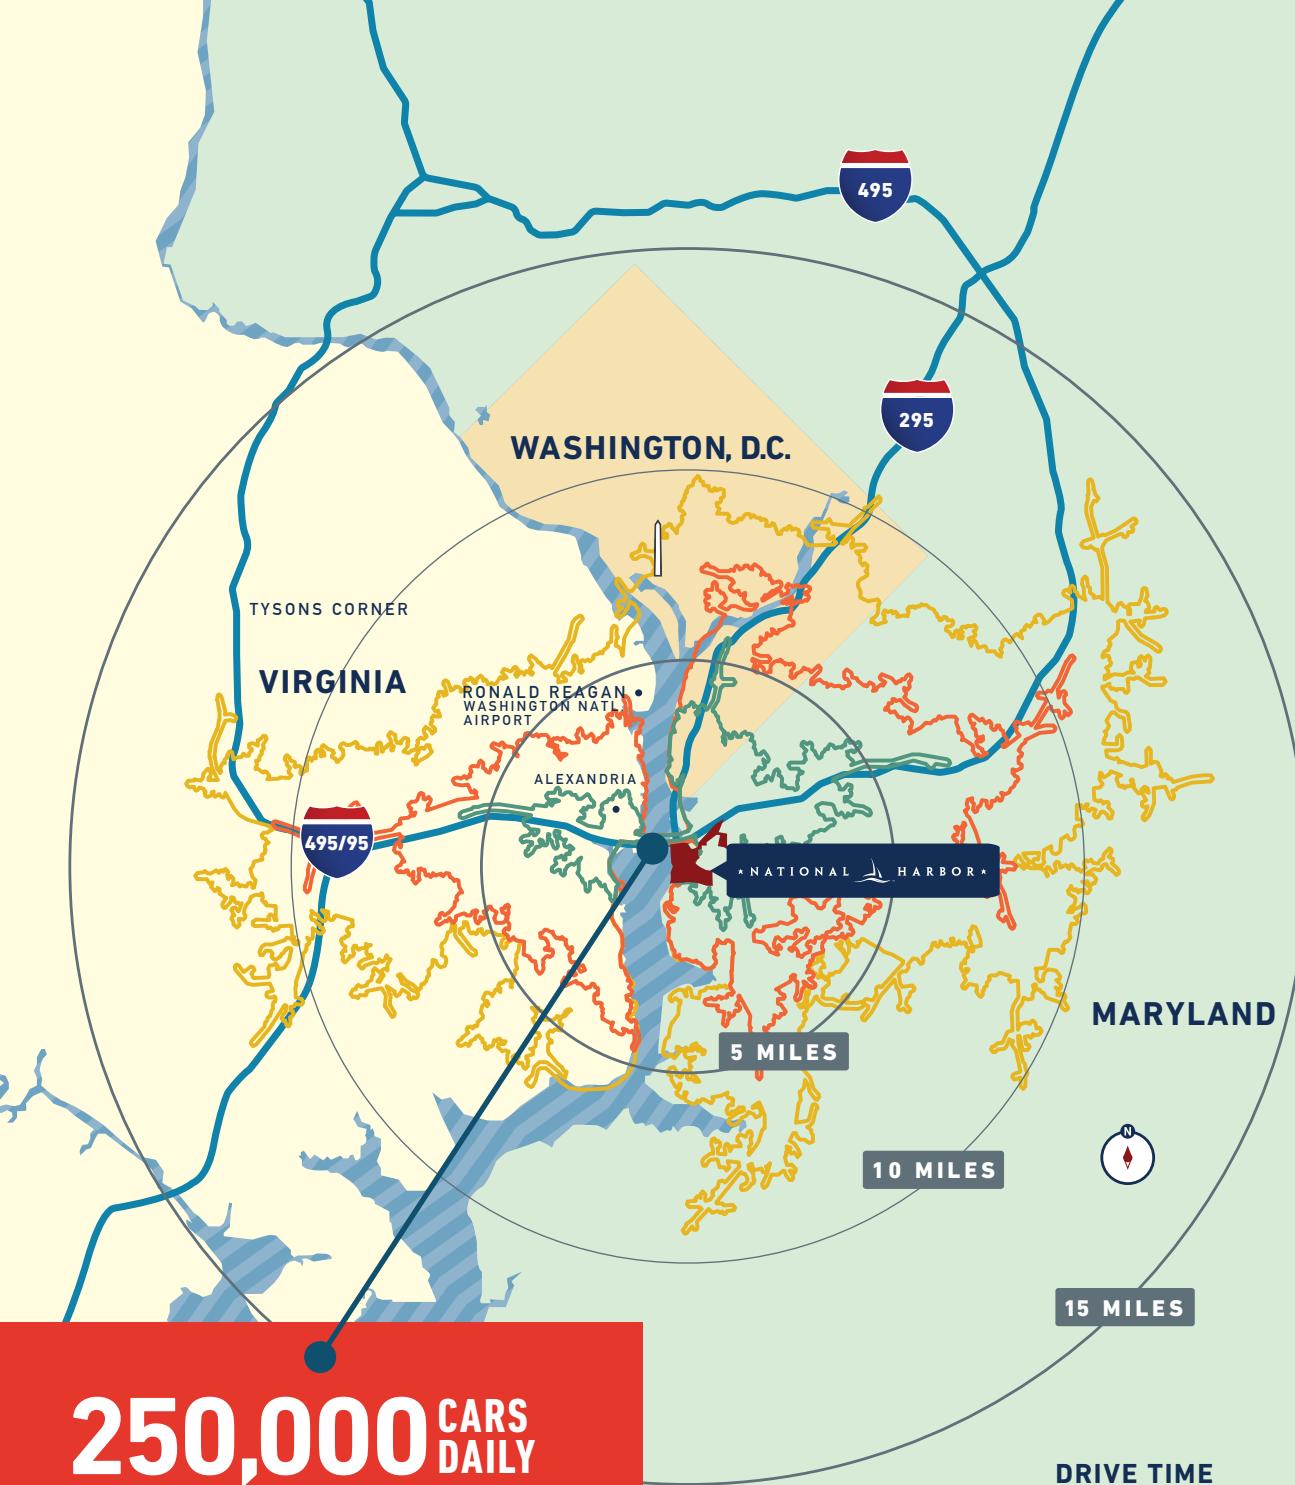 495
295
WASHINGTON, D.C.
TYSONS CORNER
VIRGINIA
RONALD REAGAN
WASHINGTON NATL.
AIRPORT
ALEXANDRIA
495/95
NATIONAL HARBOR
MARYLAND
5 MILES
N
10 MILES
15 MILES
250,000 CARS
DAILY
DRIVE TIME